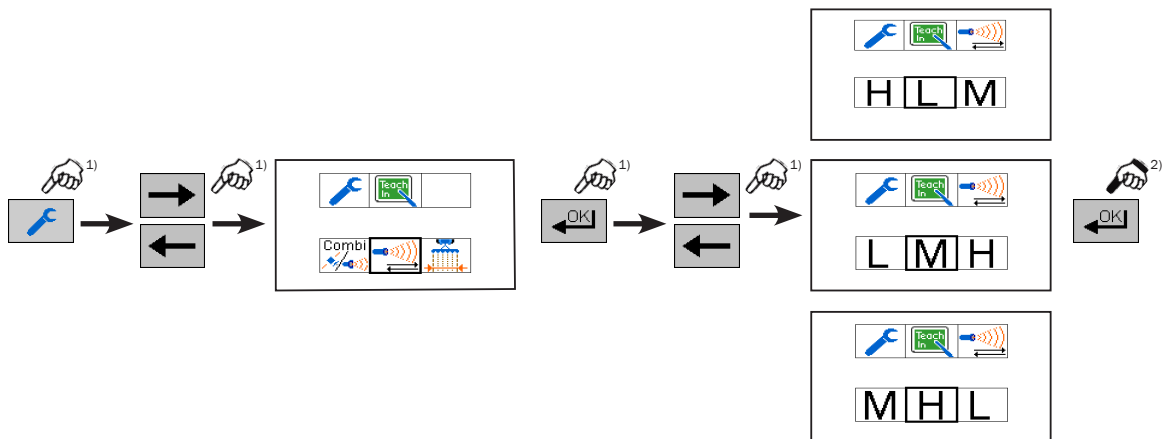 Teach In
H L M
1)
1)
1)
1)
2)
Teach In
Combi
OK
Teach In
L M H
OK
Teach In
M H L